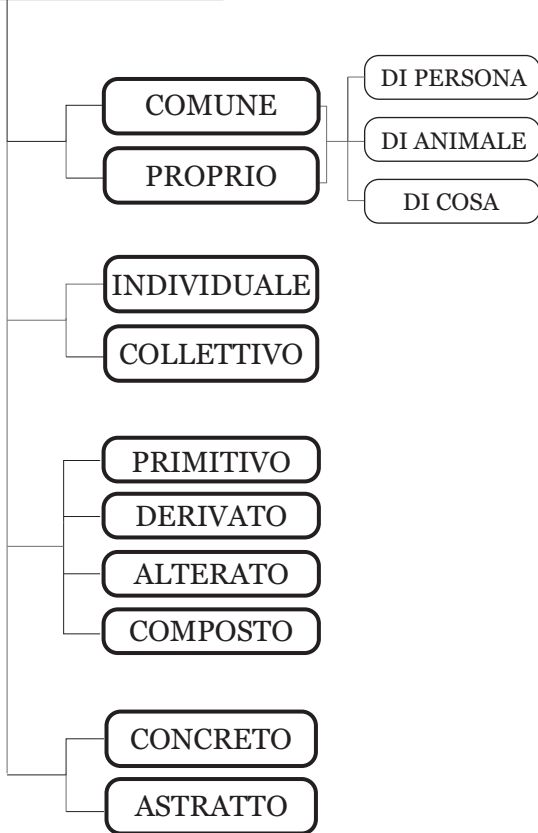 COMUNE
PROPRIO
DI PERSONA
DI ANIMALE
DI COSA
INDIVIDUALE
COLLETTIVO
PRIMITIVO
DERIVATO
ALTERATO
COMPOSTO
CONCRETO
ASTRATTO